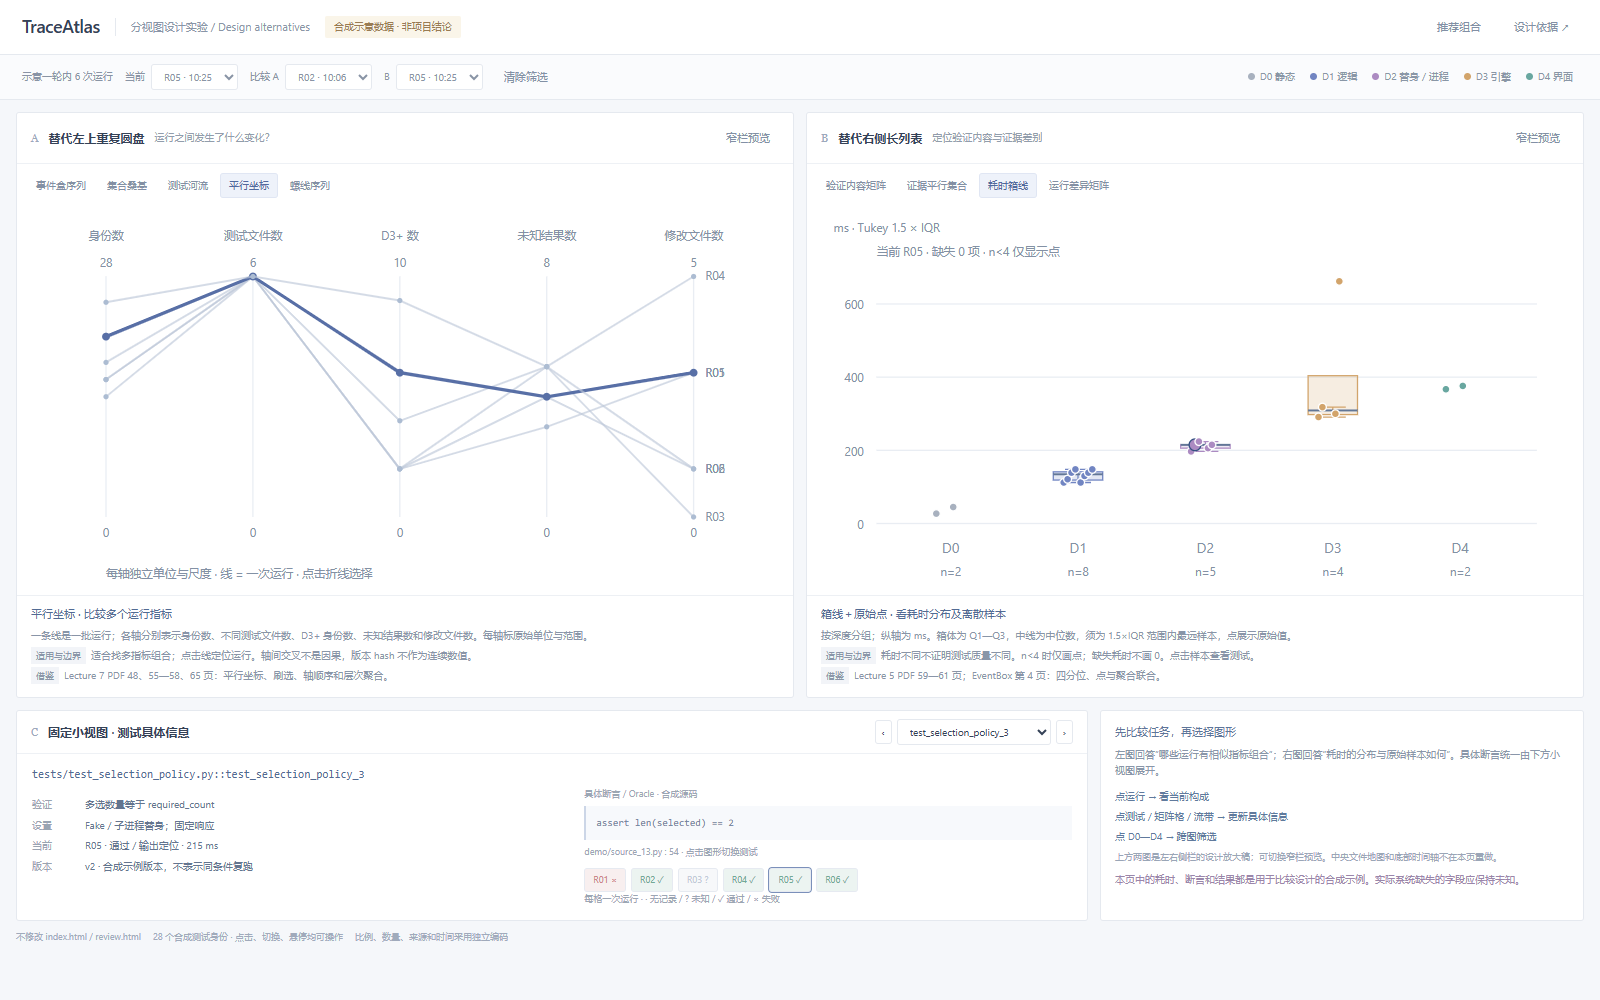 TraceAtlas
分视图设计实验 / Design alternatives
合成示意数据 · 非项目结论
推荐组合
设计依据 ↗
示意一轮内 6 次运行
当前
R05 · 10:25
比较 A
R02 · 10:06
B
R05 · 10:25
清除筛选
D0 静态
D1 逻辑
D2 替身 / 进程
D3 引擎
D4 界面
A 替代左上重复圆盘 运行之间发生了什么变化?
窄栏预览
事件盒序列
集合桑基
测试河流
平行坐标
螺线序列
身份数
测试文件数
D3+ 数
未知结果数
修改文件数
28
6
10
8
5
R04
R03
0
0
0
0
0
每轴独立单位与尺度 · 线 = 一次运行 · 点击折线选择
平行坐标 · 比较多个运行指标
一条线是一批运行；各轴分别表示身份数、不同测试文件数、D3+ 身份数、未知结果数和修改文件数。每轴标原始单位与范围。
适用与边界 适合找多指标组合；点击线定位运行。轴间交叉不是因果，版本 hash 不作为连续数值。
借鉴 Lecture 7 PDF 48、55—58、65 页：平行坐标、刷选、轴顺序和层次聚合。
B 替代右侧长列表 定位验证内容与证据差别
窄栏预览
验证内容矩阵
证据平行集合
耗时箱线
运行差异矩阵
ms · Tukey 1.5 × IQR
当前 R05 · 缺失 0 项 · n<4 仅显示点
600
400
200
0
D0
D1
D2
D3
D4
n=2
n=8
n=5
n=4
n=2
箱线 + 原始点 · 看耗时分布及离散样本
按深度分组；纵轴为 ms。箱体为 Q1—Q3，中线为中位数，须为 1.5×IQR 范围内最远样本，点展示原始值。
适用与边界 耗时不同不证明测试质量不同。n<4 时仅画点；缺失耗时不画 0。点击样本查看测试。
借鉴 Lecture 5 PDF 59—61 页；EventBox 第 4 页：四分位、点与聚合联合。
C 固定小视图 · 测试具体信息
‹
test_selection_policy_3
›
tests/test_selection_policy.py::test_selection_policy_3
验证 多选数量等于 required_count
设置 Fake / 子进程替身；固定响应
当前 R05 · 通过 / 输出定位 · 215 ms
版本 v2 · 合成示例版本，不表示同条件复跑
具体断言 / Oracle · 合成源码
assert len(selected) == 2
demo/source_13.py : 54 · 点击图形切换测试
R01 ×
R02 ✓
R03 ?
R04 ✓
R05 ✓
R06 ✓
每格一次运行 · · 无记录 / ? 未知 / ✓ 通过 / × 失败
先比较任务，再选择图形
左图回答“哪些运行有相似指标组合”；右图回答“耗时的分布与原始样本如何”。具体断言统一由下方小
视图展开。
点运行 → 看当前构成
点测试 / 矩阵格 / 流带 → 更新具体信息
点 D0—D4 → 跨图筛选
上方两图是左右侧栏的设计放大稿；可切换窄栏预览。中央文件地图和底部时间轴不在本页重做。
本页中的耗时、断言和结果都是用于比较设计的合成示例。实际系统缺失的字段应保持未知。
不修改 index.html / review.html
28 个合成测试身份 · 点击、切换、悬停均可操作
比例、数量、来源和时间采用独立编码